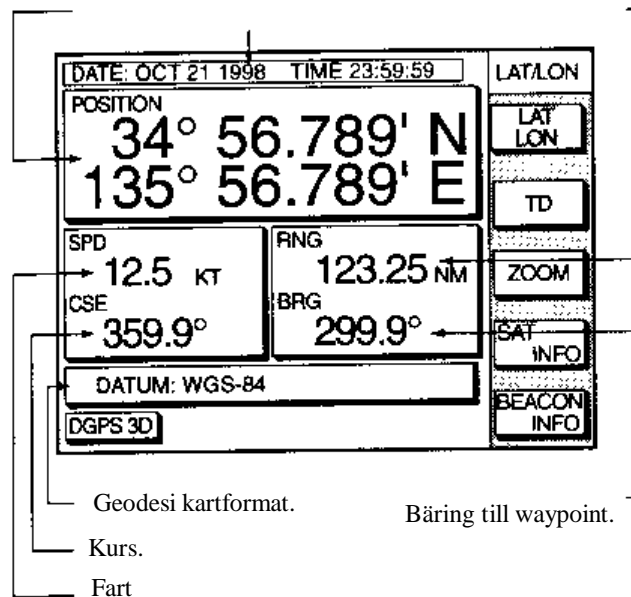 DATE: OCT 21 1998 TIME 23:59:59
LAT/LON
POSITION
34° 56.789' N
135° 56.789' E
LAT
LON
TD
SPD
12.5 KT
CSE
359.9°
RNG
123.25 NM
BRG
299.9°
ZOOM
SAT
INFO
DATUM: WGS-84
BEACON
INFO
DGPS 3D
Geodesi kartformat.
Bäring till waypoint.
Kurs.
Fart